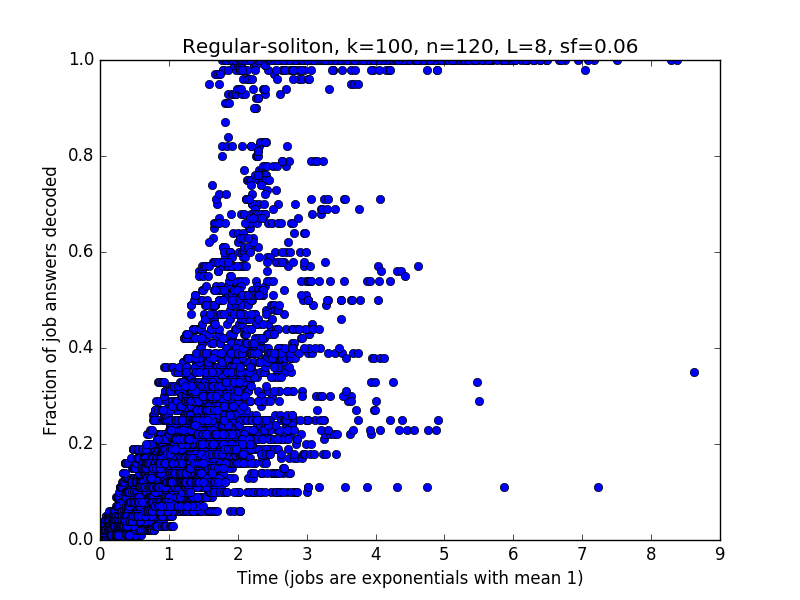 Regular-soliton, k=100, n=120, L=8, sf=0.06
1.0
0.8
0.6
0.4
0.2
0.0
Fraction of job answers decoded
0 1 2 3 4 5 6 7 8 9
Time (jobs are exponentials with mean 1)